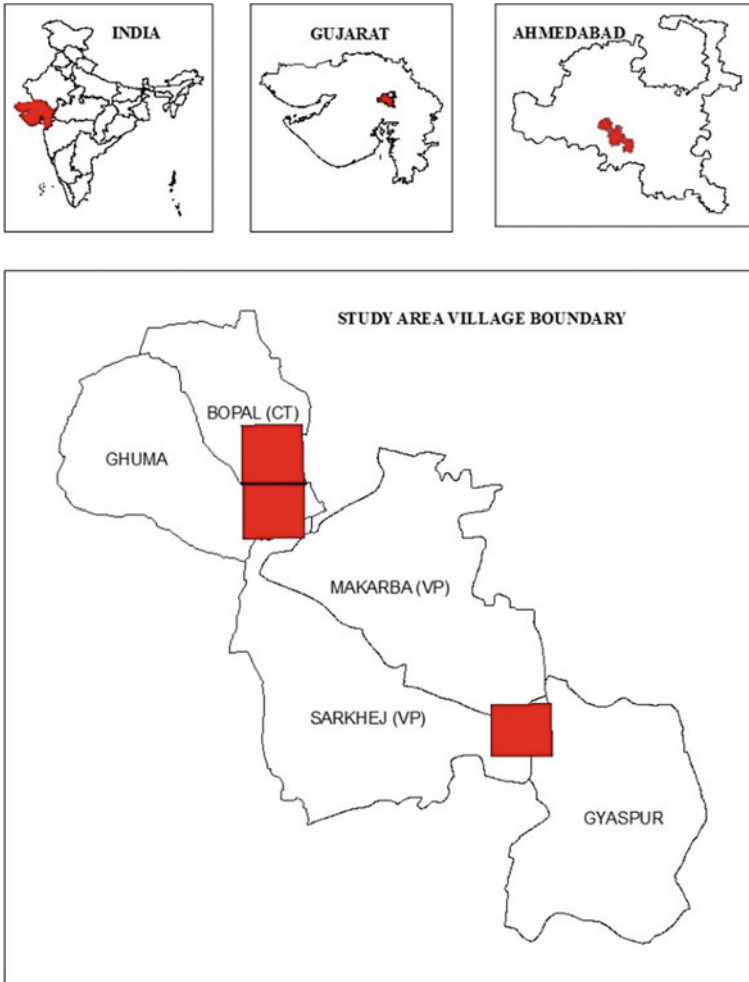 INDIA
GUJARAT
AHMEDABAD
STUDY AREA VILLAGE BOUNDARY
BOPAL (CT)
GHUMA
MAKARBA (VP)
SARKHEJ (VP)
GYASPUR